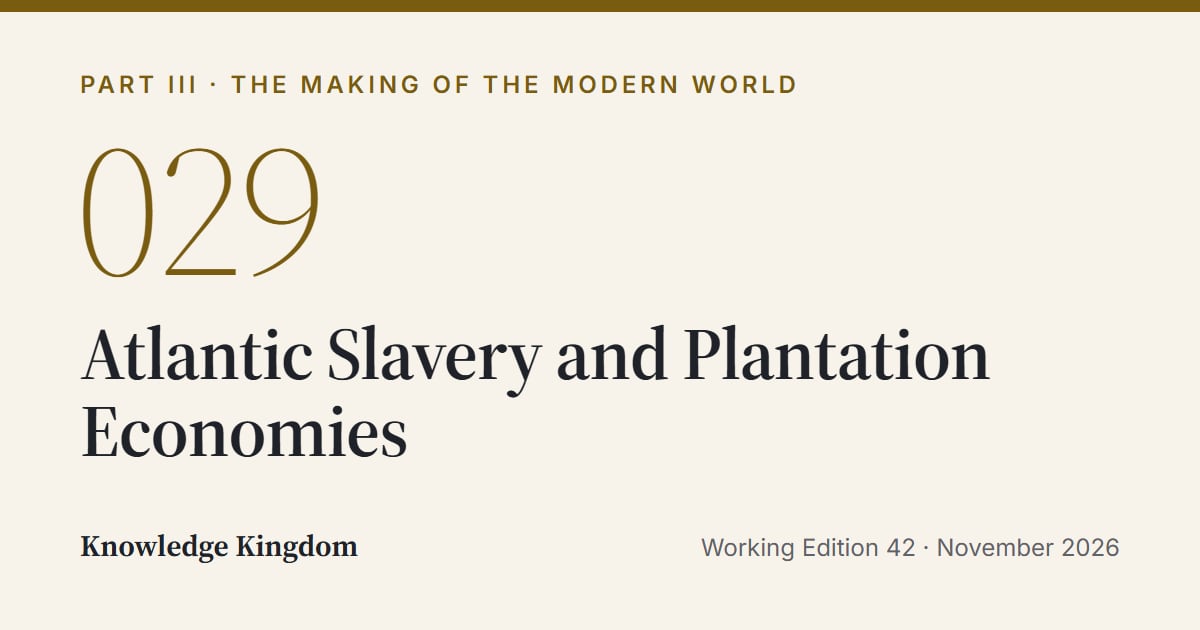 PART III · THE MAKING OF THE MODERN WORLD
029
Atlantic Slavery and Plantation
Economies
Knowledge Kingdom
Working Edition 42 · November 2026